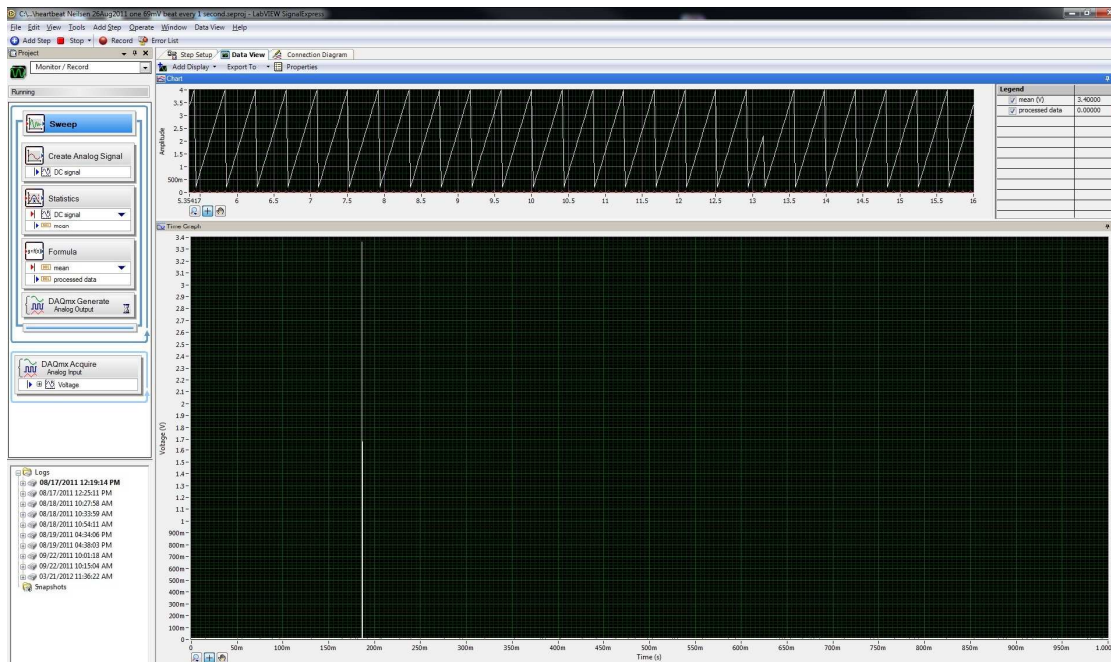 C:\...\heartbeat Neilsen 26Aug2011 one 89mV beat every 1 second.seproj - LabVIEW SignalExpress
File Edit View Tools Add Step Operate Window Data View Help
Add Step Stop Record Error List
Project
Monitor / Record
Running
Sweep
Create Analog Signal
DC signal
Statistics
DC signal
mean
Formula
mean
processed data
DAQmx Generate
Analog Output
DAQmx Acquire
Analog Input
Voltage
Logs
08/17/2011 12:19:14 PM
08/17/2011 12:25:11 PM
08/18/2011 10:27:58 AM
08/18/2011 10:33:59 AM
08/18/2011 10:54:11 AM
08/19/2011 04:34:06 PM
08/19/2011 04:38:03 PM
09/22/2011 10:01:18 AM
09/22/2011 10:15:04 AM
03/21/2012 11:36:22 AM
Snapshots
Step Setup Data View Connection Diagram
Add Display Export To Properties
Chart
Amplitude
4
3.5
3
2.5
2
1.5
1
500m
0
5.35417 6 6.5 7 7.5 8 8.5 9 9.5 10 10.5 11 11.5 12 12.5 13 13.5 14 14.5 15 15.5 16
Legend
mean (V) 3.40000
processed data 0.00000
Time Graph
Voltage (V)
3.4
3.3
3.2
3.1
3
2.9
2.8
2.7
2.6
2.5
2.4
2.3
2.2
2.1
2
1.9
1.8
1.7
1.6
1.5
1.4
1.3
1.2
1.1
1
900m
800m
700m
600m
500m
400m
300m
200m
100m
0
0 50m 100m 150m 200m 250m 300m 350m 400m 450m 500m 550m 600m 650m 700m 750m 800m 850m 900m 950m 1.000
Time (s)